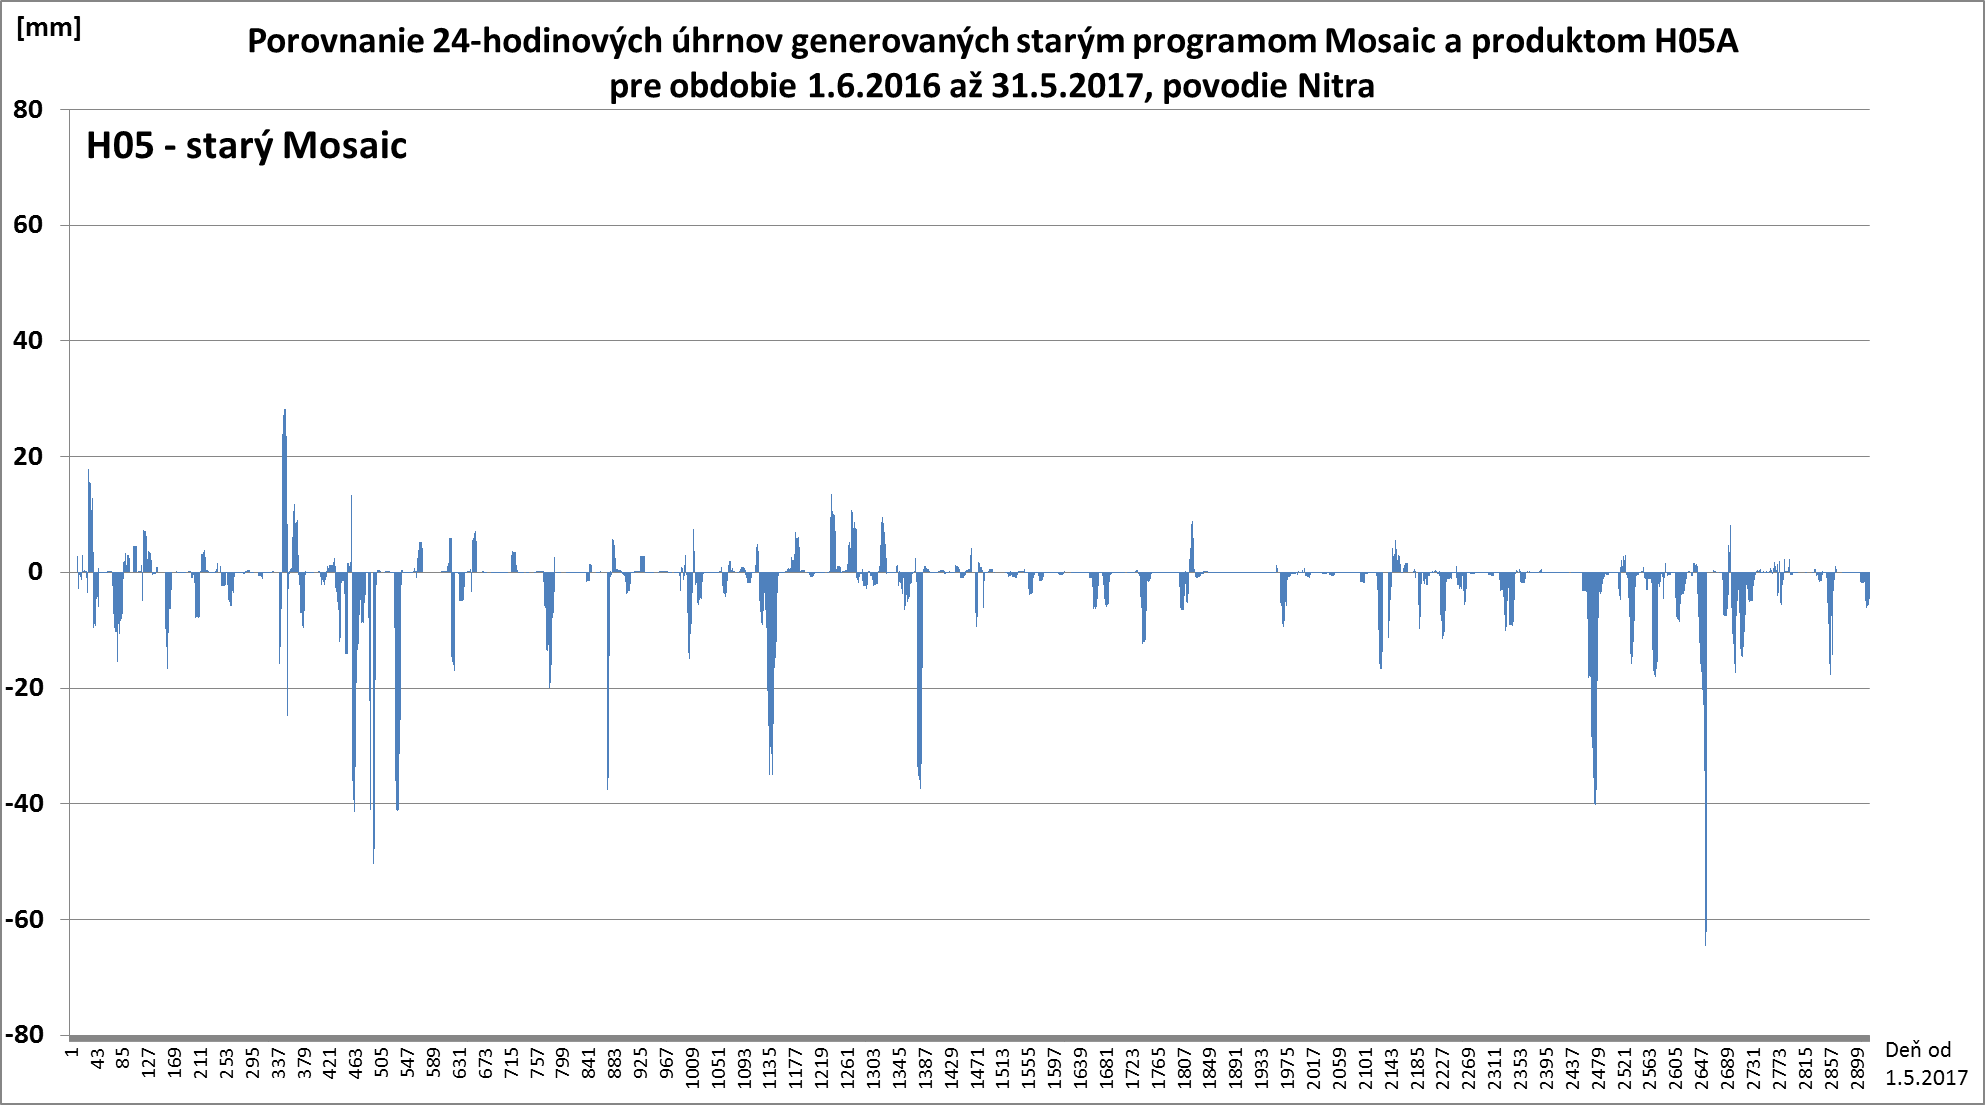 [mm]
Porovnanie 24-hodinových úhrnov generovaných starým programom Mosaic a produktom H05A
pre obdobie 1.6.2016 až 31.5.2017, povodie Nitra
H05 - starý Mosaic
80
60
40
20
0
-20
-40
-60
-80
1 43 85 127 169 211 253 295 337 379 421 463 505 547 589 631 673 715 757 799 841 883 925 967 1009 1051 1093 1135 1177 1219 1261 1303 1345 1387 1429 1471 1513 1555 1597 1639 1681 1723 1765 1807 1849 1891 1933 1975 2017 2059 2101 2143 2185 2227 2269 2311 2353 2395 2437 2479 2521 2563 2605 2647 2689 2731 2773 2815 2857 2899
Deň od
1.5.2017